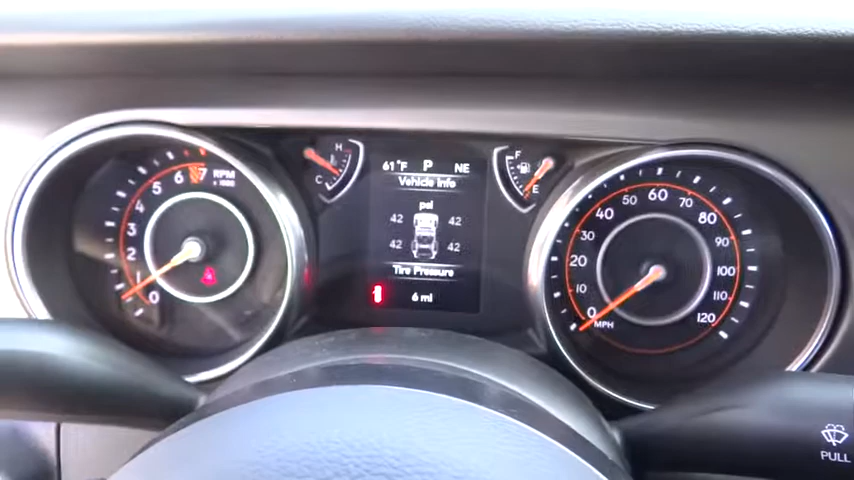 61°F P NE
Vehicle Info
psi
42 42
42 42
Tire Pressure
6 mi
0
1
2
3
4
5
6
7
RPM
x 1000
H
C
F
E
0
10
20
30
40
50
60
70
80
90
100
110
120
MPH
PULL